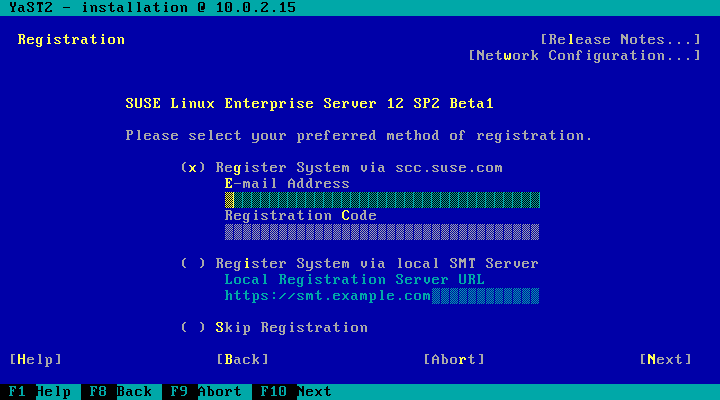 YaST2 - installation @ 10.0.2.15
Registration
[Release Notes...]
[Network Configuration...]
SUSE Linux Enterprise Server 12 SP2 Beta1
Please select your preferred method of registration.
(x) Register System via scc.suse.com
E-mail Address
Registration Code
( ) Register System via local SMT Server
Local Registration Server URL
https://smt.example.com
( ) Skip Registration
[Help] [Back] [Abort] [Next]
F1 Help F8 Back F9 Abort F10 Next